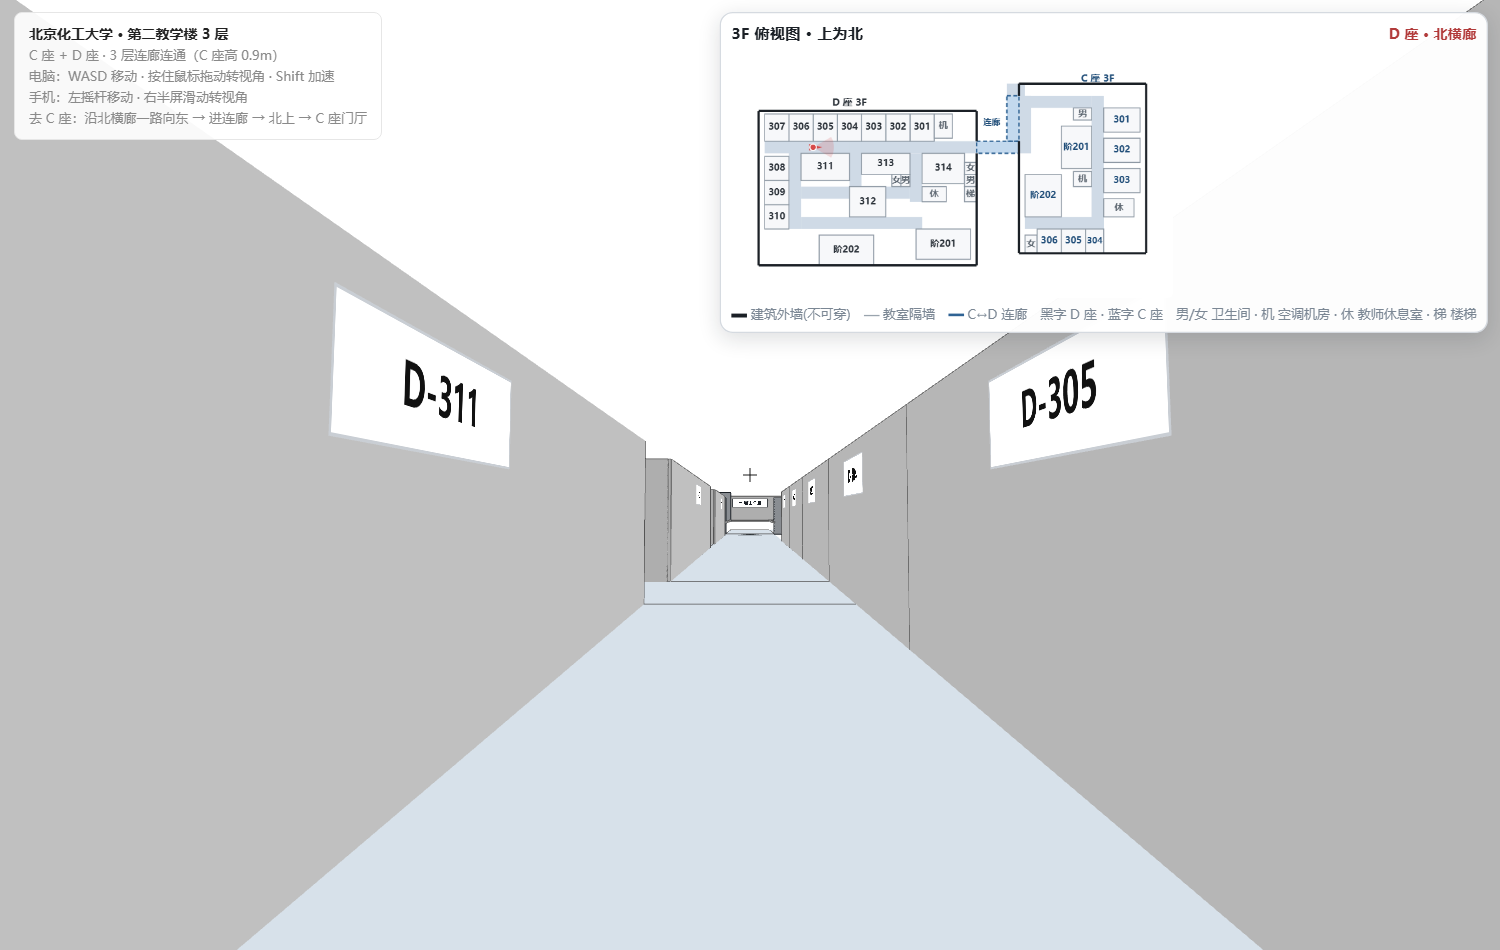 北京化工大学 • 第二教学楼 3 层
C 座 + D 座 · 3 层连廊连通（C 座高 0.9m）
电脑：WASD 移动 · 按住鼠标拖动转视角 · Shift 加速
手机：左摇杆移动 · 右半屏滑动转视角
去 C 座：沿北横廊一路向东 → 进连廊 → 北上 → C 座门厅
3F 俯视图 • 上为北
D 座 • 北横廊
D 座 3F
C 座 3F
307 306 305 304 303 302 301 机
308
309
310
311
313
女 男
312
314
休
女
男
梯
阶202
阶201
连廊
男
301
阶201
302
机
303
阶202
休
女 306 305 304
建筑外墙(不可穿)
教室隔墙
C↔D 连廊
黑字 D 座 · 蓝字 C 座
男/女 卫生间 · 机 空调机房 · 休 教师休息室 · 梯 楼梯
D-311
D-305